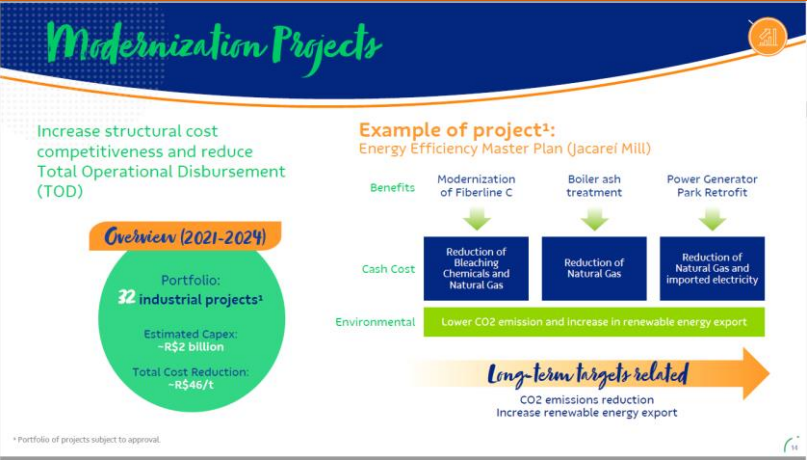 Modernization Projects
Increase structural cost
competitiveness and reduce
Total Operational Disbursement
(TOD)
Overview (2021-2024)
Portfolio:
32 industrial projects¹
Estimated Capex:
~R$2 billion
Total Cost Reduction:
~R$46/t
Example of project¹:
Energy Efficiency Master Plan (Jacareí Mill)
Benefits
Modernization
of Fiberline C
Boiler ash
treatment
Power Generator
Park Retrofit
Cash Cost
Reduction of
Bleaching
Chemicals and
Natural Gas
Reduction of
Natural Gas
Reduction of
Natural Gas and
imported electricity
Environmental
Lower CO2 emission and increase in renewable energy export
Long-term targets related
CO2 emissions reduction
Increase renewable energy export
¹ Portfolio of projects subject to approval.
14